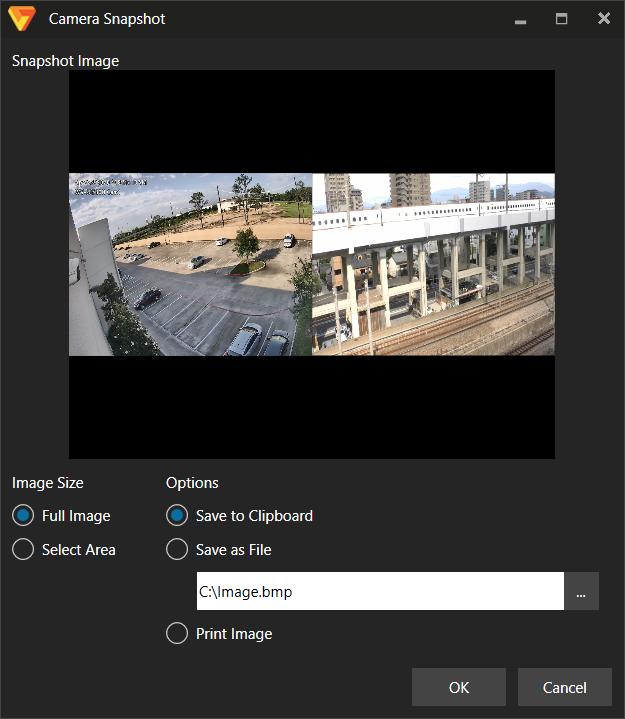 Camera Snapshot
Snapshot Image
Image Size
Options
Full Image
Save to Clipboard
Select Area
Save as File
C:\Image.bmp
...
Print Image
OK
Cancel